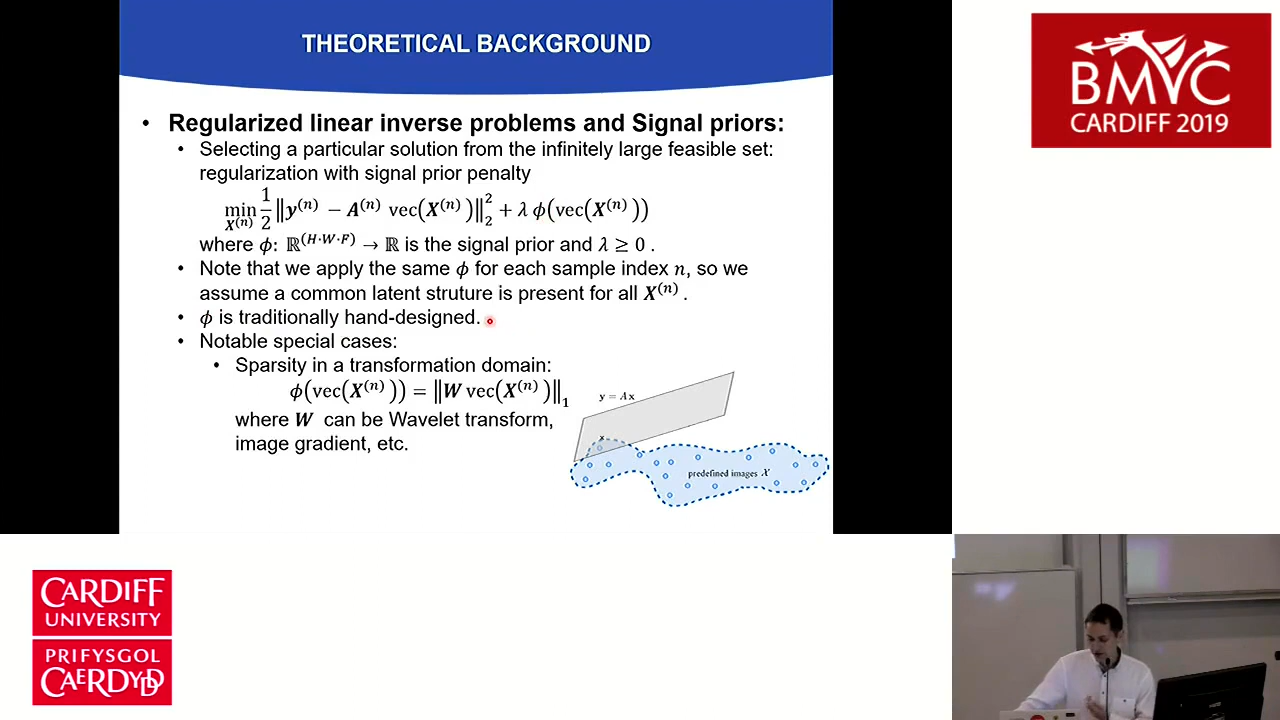 THEORETICAL BACKGROUND
• Regularized linear inverse problems and Signal priors:
• Selecting a particular solution from the infinitely large feasible set:
regularization with signal prior penalty
min_{X^{(n)}} 1/2 ‖y^{(n)} − A^{(n)} vec(X^{(n)})‖_2^2 + λ ϕ(vec(X^{(n)}))
where ϕ: ℝ^{(H·W·F)} → ℝ is the signal prior and λ ≥ 0 .
• Note that we apply the same ϕ for each sample index n, so we
assume a common latent struture is present for all X^{(n)} .
• ϕ is traditionally hand-designed.
• Notable special cases:
• Sparsity in a transformation domain:
ϕ(vec(X^{(n)})) = ‖W vec(X^{(n)})‖_1
where W can be Wavelet transform,
image gradient, etc.
y = Ax
x
predefined images 𝒳
BMVC
CARDIFF 2019
CARDIFF
UNIVERSITY
PRIFYSGOL
CAERDYDD